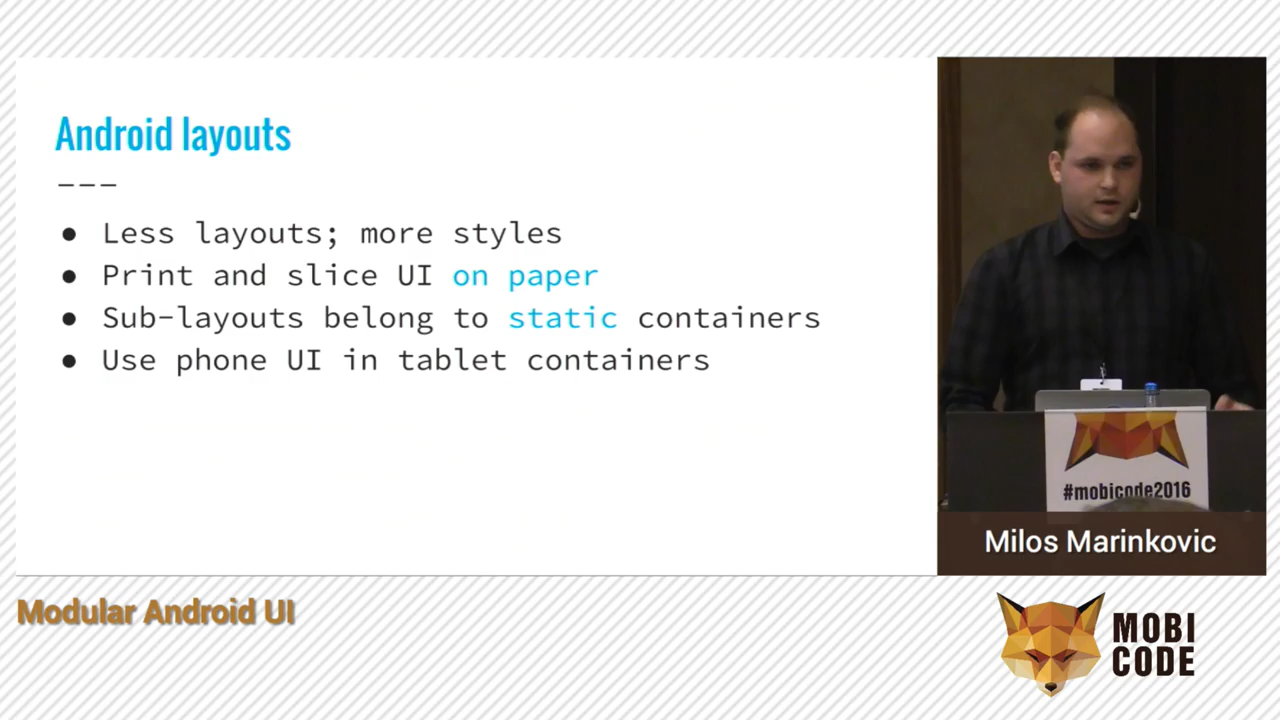 Android layouts
---
● Less layouts; more styles
● Print and slice UI on paper
● Sub-layouts belong to static containers
● Use phone UI in tablet containers
#mobicode2016
Milos Marinkovic
Modular Android UI
MOBI
CODE